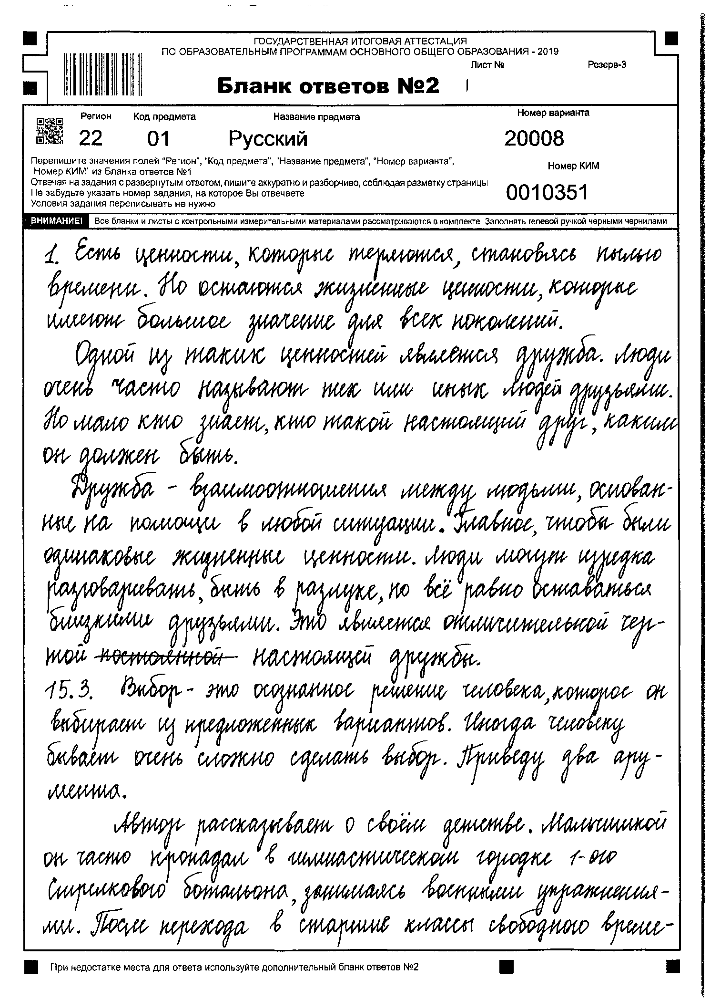 ГОСУДАРСТВЕННАЯ ИТОГОВАЯ АТТЕСТАЦИЯ
ПО ОБРАЗОВАТЕЛЬНЫМ ПРОГРАММАМ ОСНОВНОГО ОБЩЕГО ОБРАЗОВАНИЯ - 2019
Лист № Резерв-3
Бланк ответов №2 1
Регион Код предмета Название предмета Номер варианта
22 01 Русский 20008
Перепишите значения полей "Регион", "Код предмета", "Название предмета", "Номер варианта",
Номер КИМ" из Бланка ответов №1
Номер КИМ
Отвечая на задания с развернутым ответом, пишите аккуратно и разборчиво, соблюдая разметку страницы
Не забудьте указать номер задания, на которое Вы отвечаете
0010351
Условия задания переписывать не нужно
ВНИМАНИЕ! Все бланки и листы с контрольными измерительными материалами рассматриваются в комплекте Заполнять гелевой ручкой черными чернилами
1. Есть ценности, которые теряются, становясь пылью
времени. Но остаются жизненные ценности, которые
имеют большое значение для всех поколений.
Одной из таких ценностей является дружба. Люди
очень часто называют тех или иных людей друзьями.
Но мало кто знает, кто такой настоящий друг, каким
он должен быть.
Дружба - взаимоотношения между людьми, основан-
ные на помощи в любой ситуации. Главное, чтобы были
одинаковые жизненные ценности. Люди могут изредка
разговаривать, быть в разлуке, но всё равно оставаться
близкими друзьями. Это является отличительной чер-
той постоянной настоящей дружбы.
15.3. Выбор - это осознанное решение человека, которое он
выбирает из предложенных вариантов. Иногда человеку
бывает очень сложно сделать выбор. Приведу два аргу-
мента.
Автор рассказывает о своём детстве. Мальчишкой
он часто пропадал в гимнастическом городке 1-ого
Стрелкового ботальона, занимаясь военными упражнения-
ми. После перехода в старшие классы свободного време-
При недостатке места для ответа используйте дополнительный бланк ответов №2